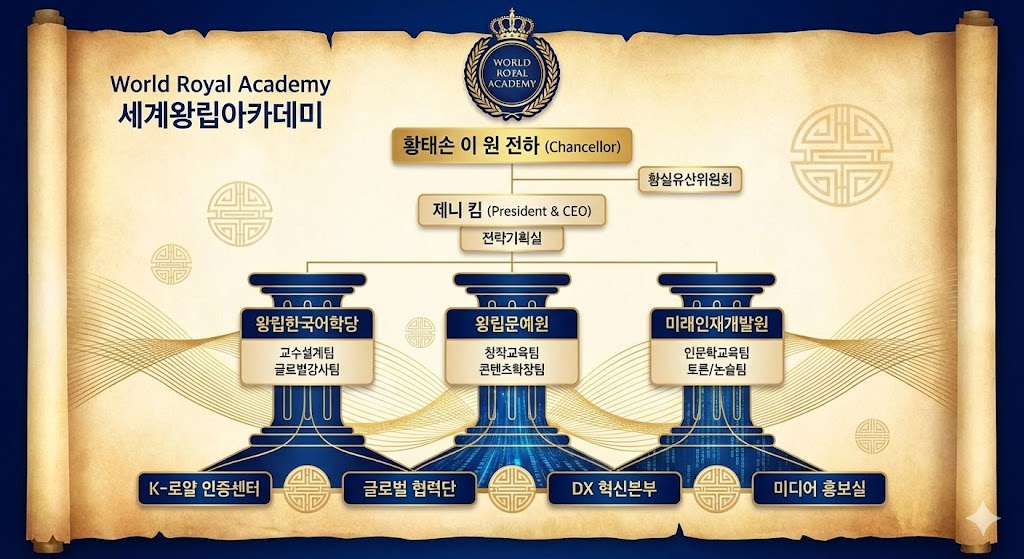 WORLD
ROYAL
ACADEMY
World Royal Academy
세계왕립아카데미
황태손 이 원 전하 (Chancellor)
황실유산위원회
제니 킴 (President & CEO)
전략기획실
왕립한국어학당
교수설계팀
글로벌강사팀
왕립문예원
창작교육팀
콘텐츠확장팀
미래인재개발원
인문학교육팀
토론/논술팀
K-로얄 인증센터
글로벌 협력단
DX 혁신본부
미디어 홍보실